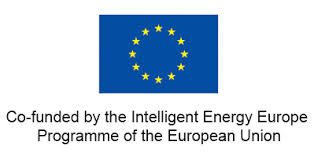 Co-funded by the Intelligent Energy Europe
Programme of the European Union